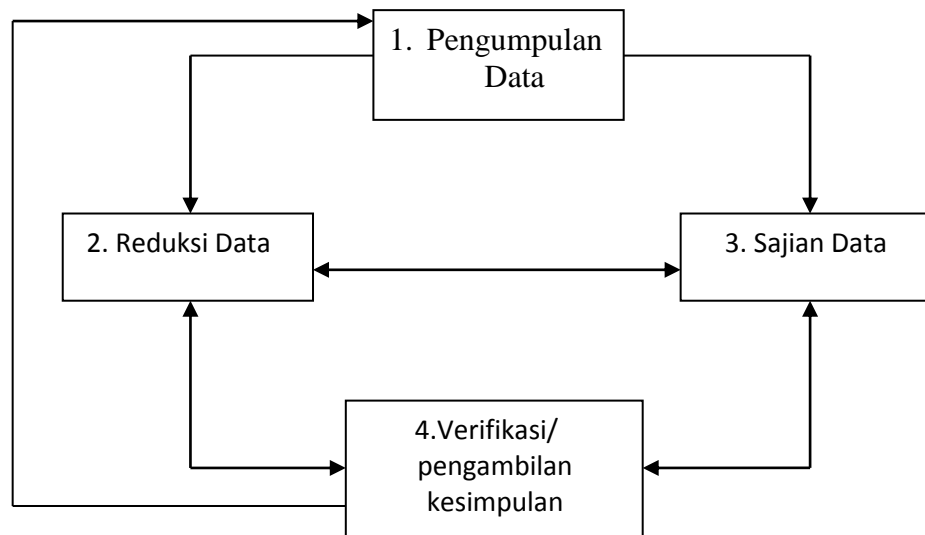 1. Pengumpulan
Data
2. Reduksi Data
3. Sajian Data
4.Verifikasi/
pengambilan
kesimpulan